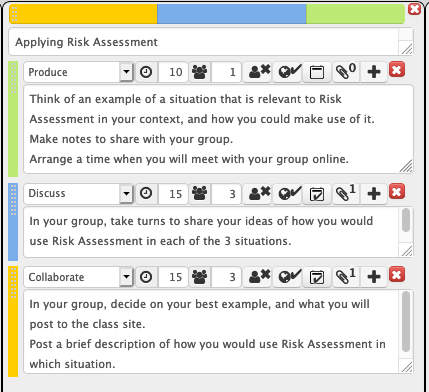 Applying Risk Assessment
Produce 10 1 0
Think of an example of a situation that is relevant to Risk
Assessment in your context, and how you could make use of it.
Make notes to share with your group.
Arrange a time when you will meet with your group online.
Discuss 15 3 1
In your group, take turns to share your ideas of how you would
use Risk Assessment in each of the 3 situations.
Collaborate 15 3 1
In your group, decide on your best example, and what you will
post to the class site.
Post a brief description of how you would use Risk Assessment in
which situation.